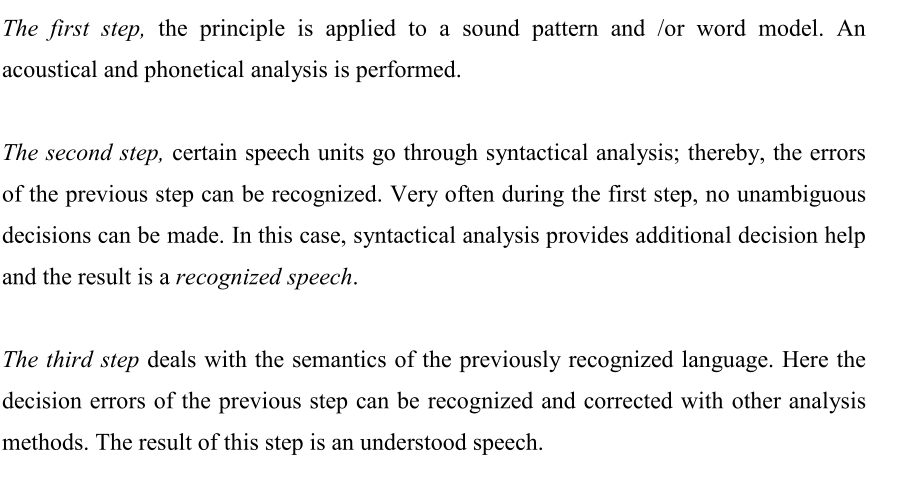 The first step, the principle is applied to a sound pattern and /or word model. An
acoustical and phonetical analysis is performed.
The second step, certain speech units go through syntactical analysis; thereby, the errors
of the previous step can be recognized. Very often during the first step, no unambiguous
decisions can be made. In this case, syntactical analysis provides additional decision help
and the result is a recognized speech.
The third step deals with the semantics of the previously recognized language. Here the
decision errors of the previous step can be recognized and corrected with other analysis
methods. The result of this step is an understood speech.